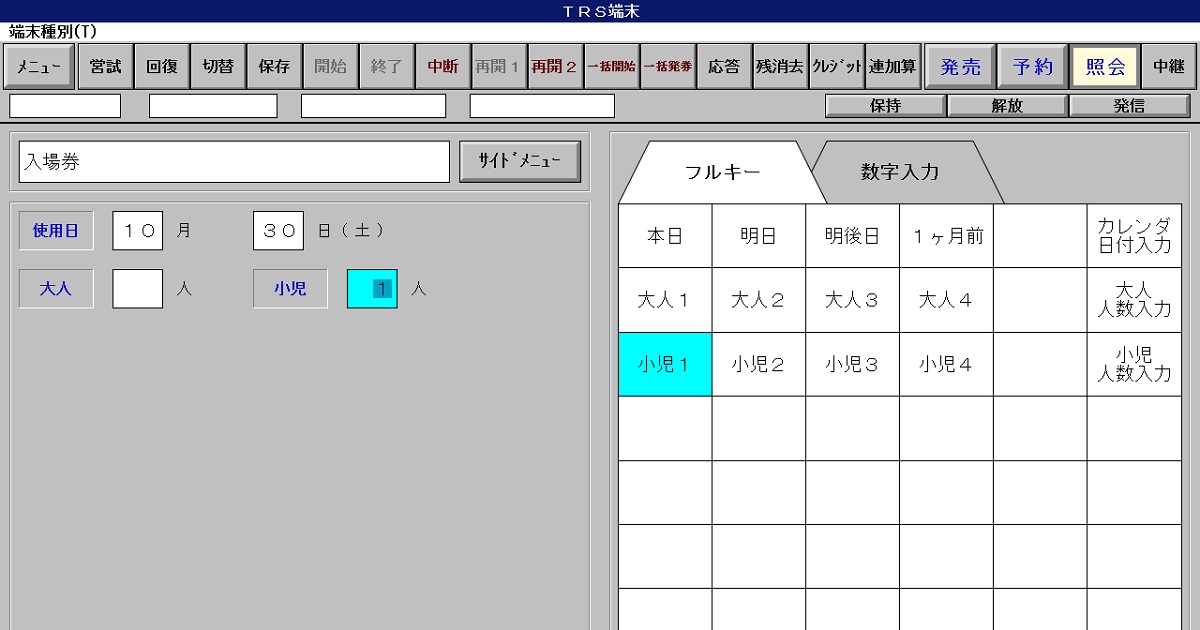 ＴＲＳ端末
端末種別(T)
ﾒﾆｭｰ 営試 回復 切替 保存 開始 終了 中断 再開１ 再開２ 一括開始 一括発券 応答 残消去 ｸﾚｼﾞｯﾄ 連加算 発売 予約 照会 中継
保持 解放 発信
入場券 ｻｲﾄﾞﾒﾆｭｰ
使用日 １０ 月 ３０ 日（土）
大人 人 小児 １ 人
フルキー 数字入力
本日 明日 明後日 １ヶ月前 カレンダ
日付入力
大人１ 大人２ 大人３ 大人４ 大人
人数入力
小児１ 小児２ 小児３ 小児４ 小児
人数入力